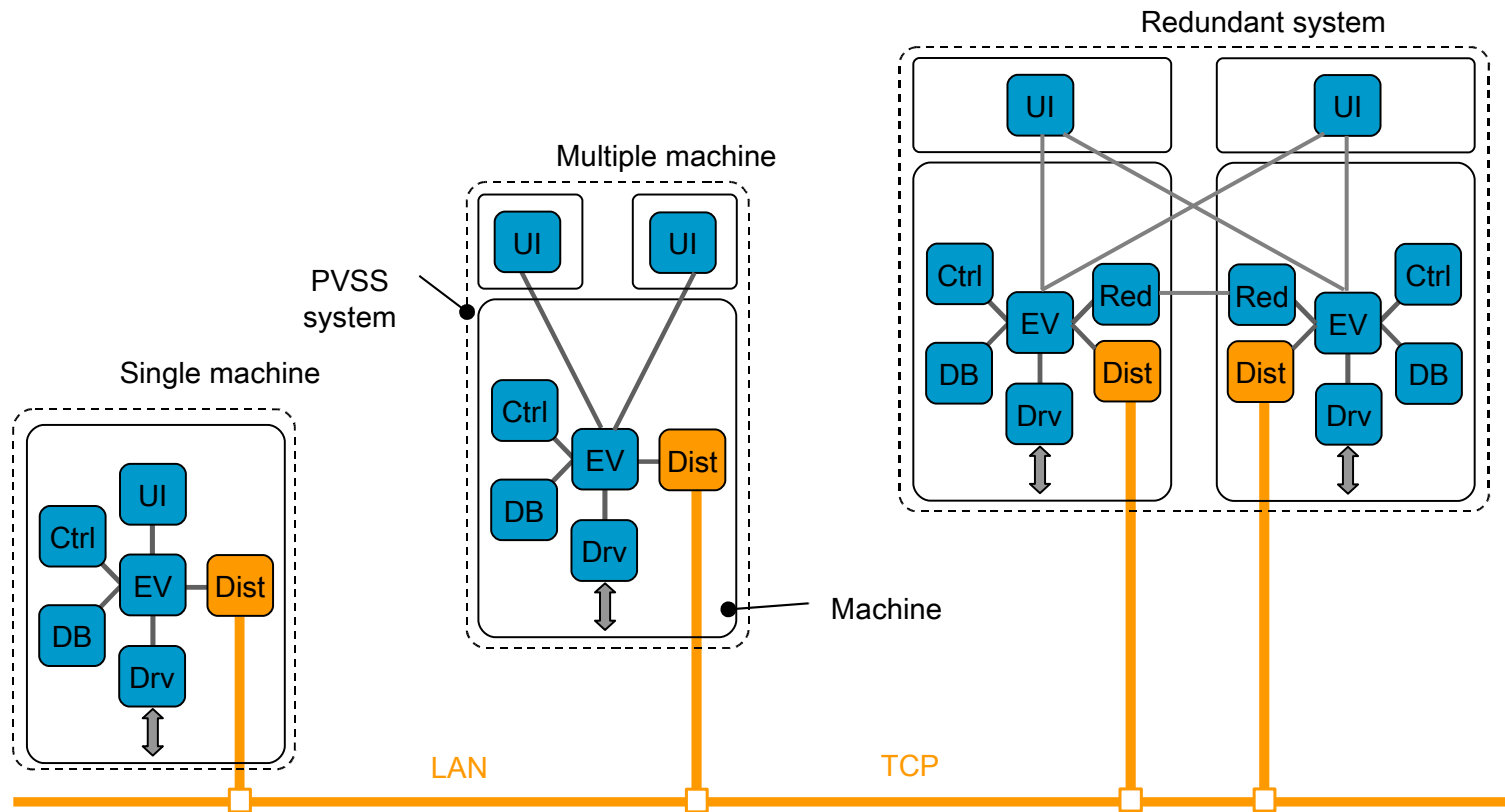 Redundant system
UI
UI
Multiple machine
UI
UI
Ctrl
Red
Red
Ctrl
EV
EV
DB
Dist
Dist
DB
Drv
Drv
PVSS
system
Single machine
Ctrl
EV
Dist
DB
Drv
Machine
UI
Ctrl
EV
Dist
DB
Drv
LAN
TCP